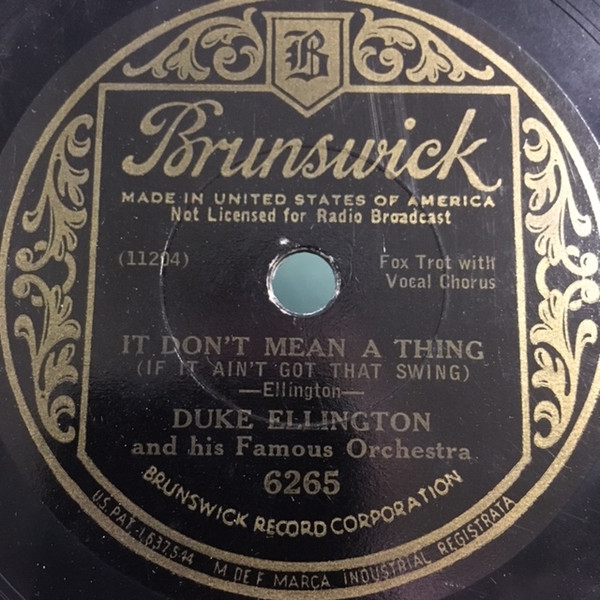 B
Brunswick
MADE IN UNITED STATES OF AMERICA
Not Licensed for Radio Broadcast
(11204)
Fox Trot with
Vocal Chorus
IT DON'T MEAN A THING
(IF IT AIN'T GOT THAT SWING)
—Ellington—
DUKE ELLINGTON
and his Famous Orchestra
6265
BRUNSWICK RECORD CORPORATION
U.S. PAT. 1,637,544 M DE F MARCA INDUSTRIAL REGISTRATA